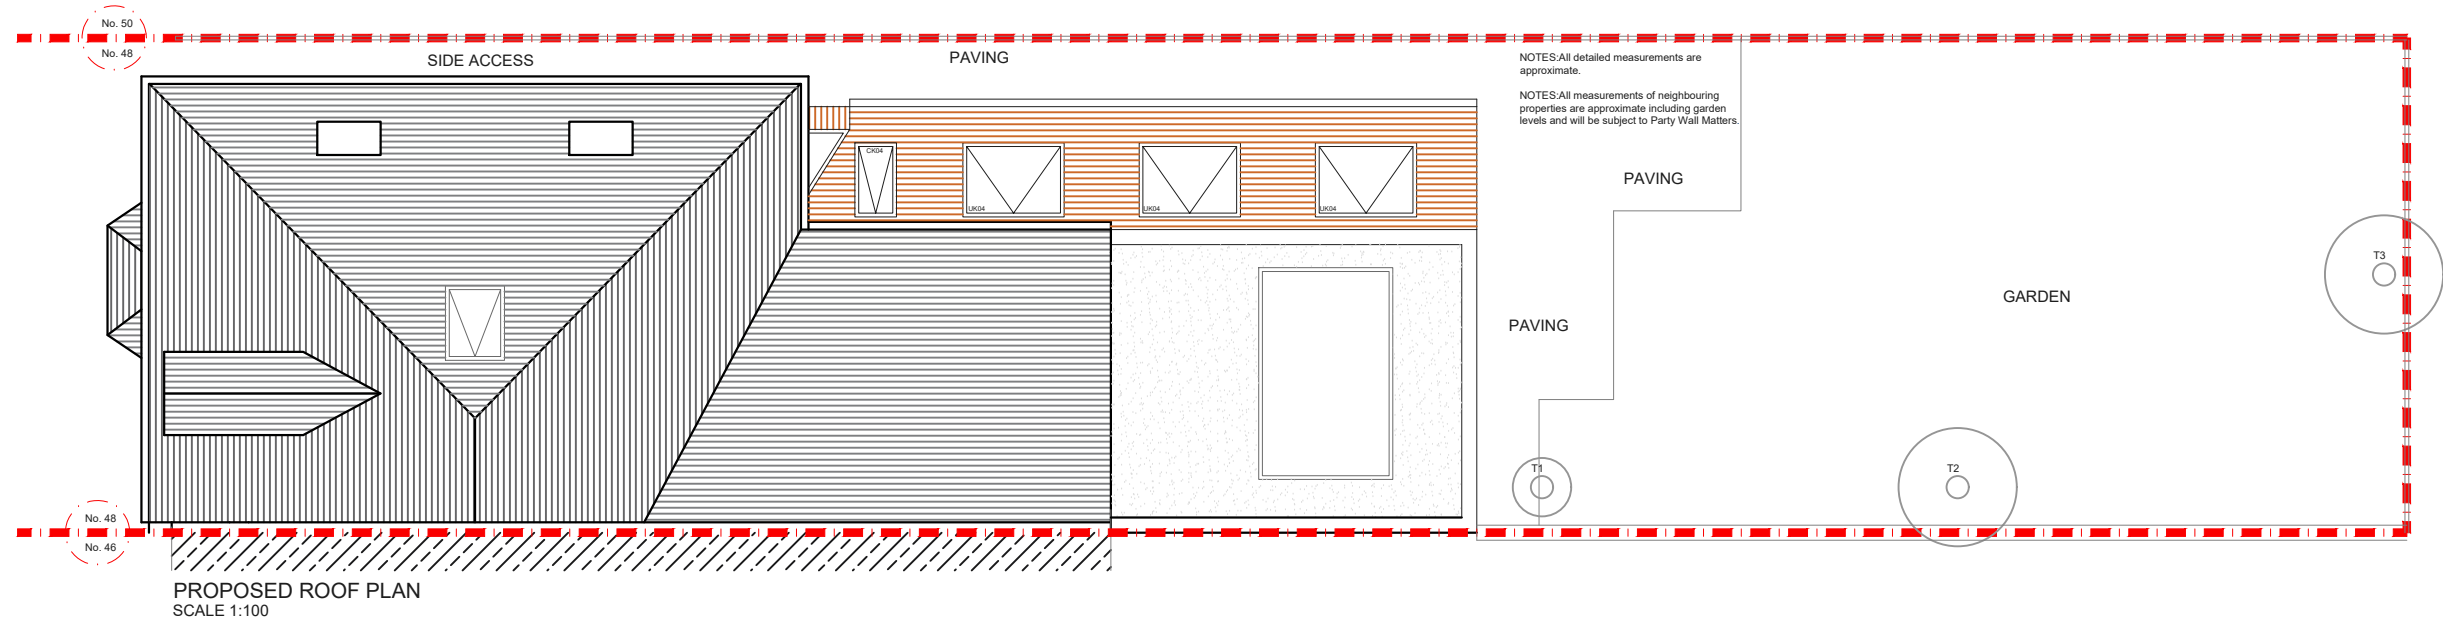 No. 50
No. 48
SIDE ACCESS
PAVING
NOTES:All detailed measurements are
approximate.
NOTES:All measurements of neighbouring
properties are approximate including garden
levels and will be subject to Party Wall Matters.
CK04
UK04
UK04
UK04
PAVING
T3
GARDEN
PAVING
T1
T2
No. 48
No. 46
PROPOSED ROOF PLAN
SCALE 1:100